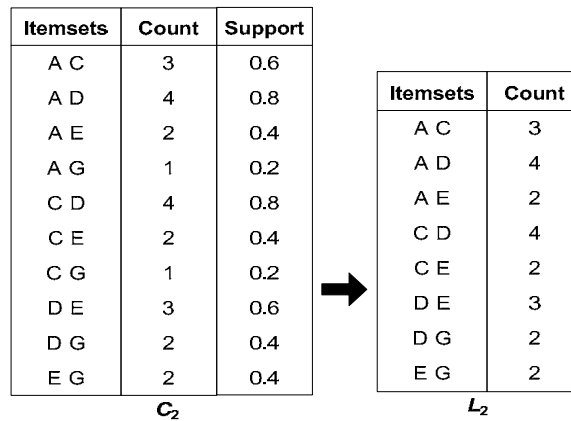 Itemsets Count Support
A C 3 0.6
A D 4 0.8
A E 2 0.4
A G 1 0.2
C D 4 0.8
C E 2 0.4
C G 1 0.2
D E 3 0.6
D G 2 0.4
E G 2 0.4
C2
Itemsets Count
A C 3
A D 4
A E 2
C D 4
C E 2
D E 3
D G 2
E G 2
L2